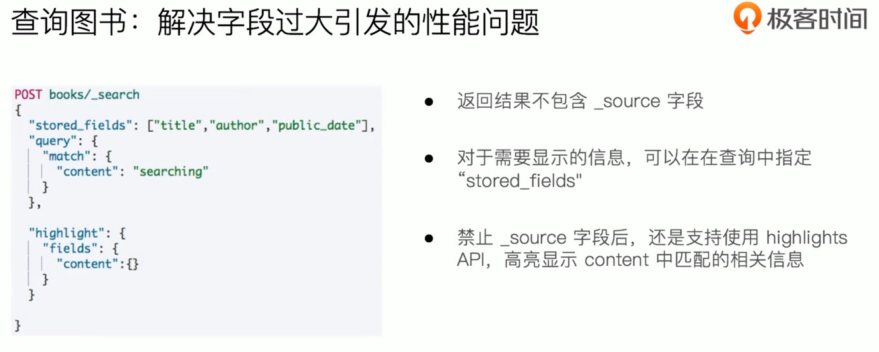 查询图书：解决字段过大引发的性能问题
极客时间
POST books/_search
{
"stored_fields": ["title","author","public_date"],
"query": {
"match": {
"content": "searching"
}
},
"highlight": {
"fields": {
"content":{}
}
}
}
● 返回结果不包含 _source 字段
● 对于需要显示的信息，可以在在查询中指定
“stored_fields"
● 禁止 _source 字段后，还是支持使用 highlights
API，高亮显示 content 中匹配的相关信息